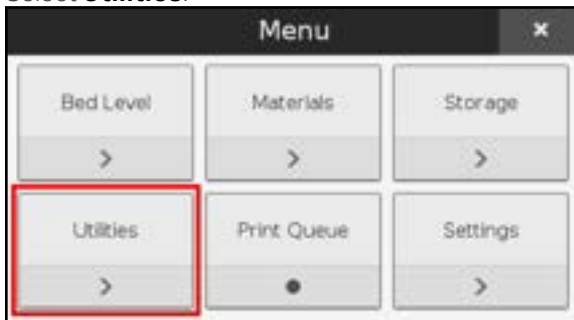 Select Utilities.
Menu ×
Bed Level Materials Storage
> > >
Utilities Print Queue Settings
> ● >